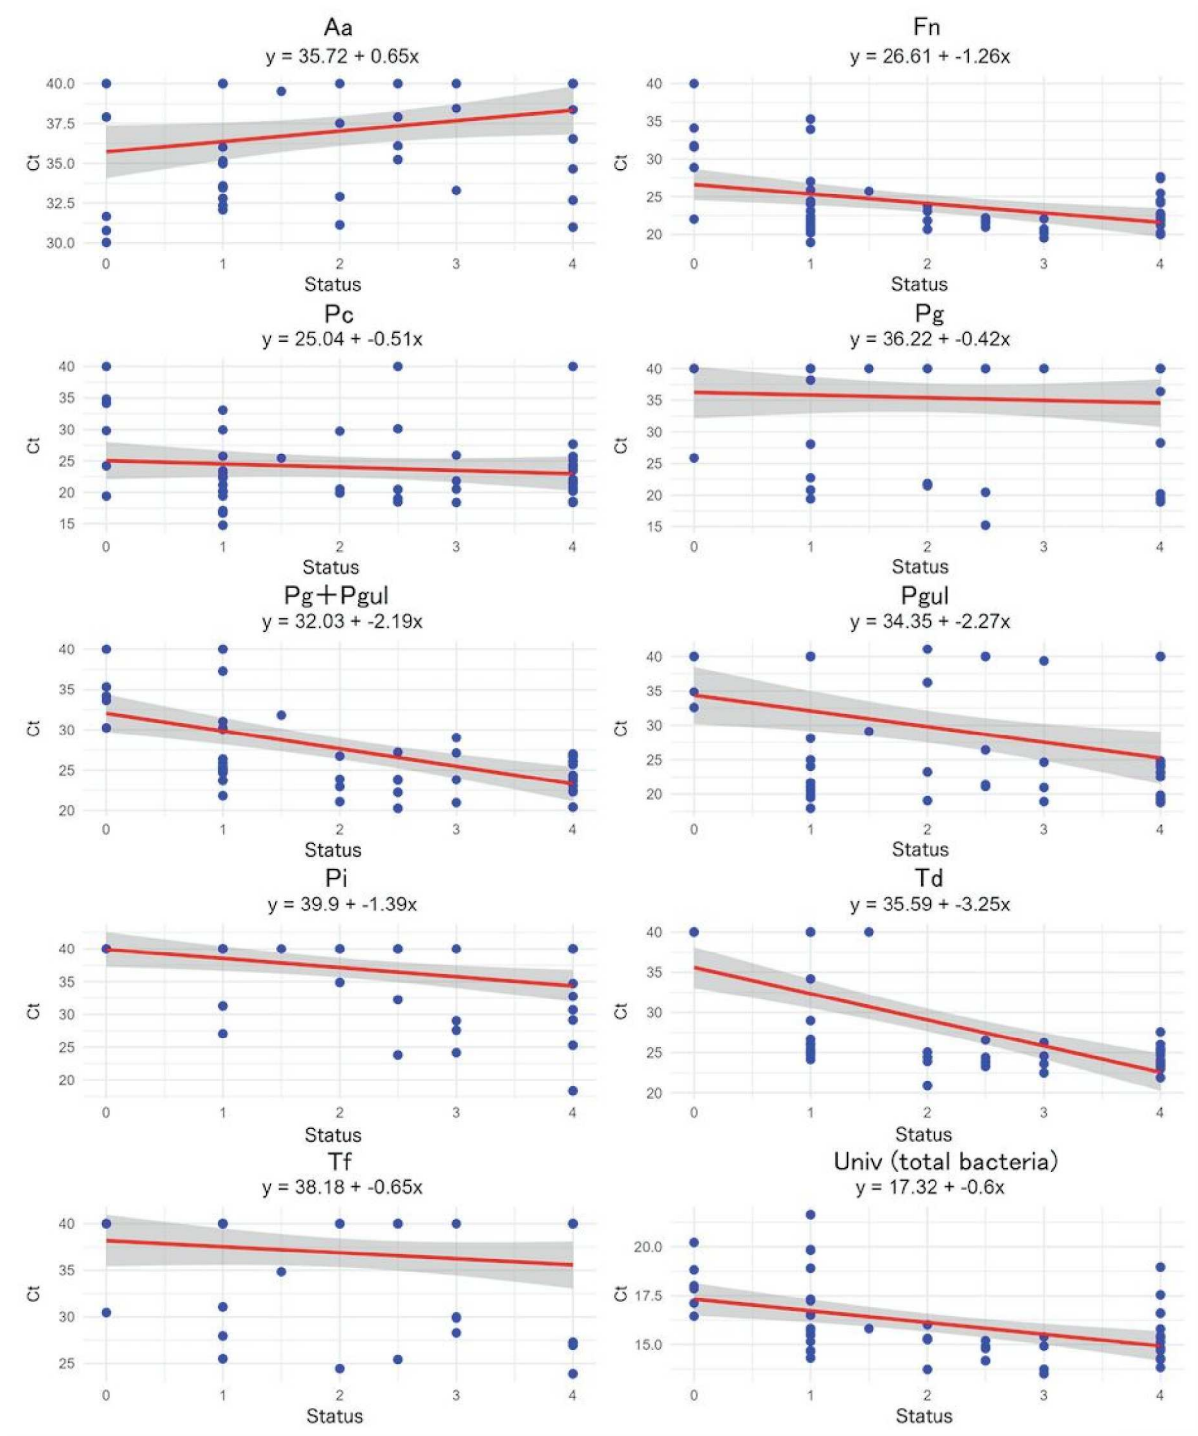 Aa
y = 35.72 + 0.65x
40.0
37.5
35.0
32.5
30.0
Ct
0 1 2 3 4
Status
Fn
y = 26.61 + -1.26x
40
35
30
25
20
Ct
0 1 2 3 4
Status
Pc
y = 25.04 + -0.51x
40
35
30
25
20
15
Ct
0 1 2 3 4
Status
Pg
y = 36.22 + -0.42x
40
35
30
25
20
15
Ct
0 1 2 3 4
Status
Pg+Pgul
y = 32.03 + -2.19x
40
35
30
25
20
Ct
0 1 2 3 4
Status
Pgul
y = 34.35 + -2.27x
40
35
30
25
20
Ct
0 1 2 3 4
Status
Pi
y = 39.9 + -1.39x
40
35
30
25
20
Ct
0 1 2 3 4
Status
Td
y = 35.59 + -3.25x
40
35
30
25
20
Ct
0 1 2 3 4
Status
Tf
y = 38.18 + -0.65x
40
35
30
25
Ct
0 1 2 3 4
Status
Univ (total bacteria)
y = 17.32 + -0.6x
20.0
17.5
15.0
Ct
0 1 2 3 4
Status